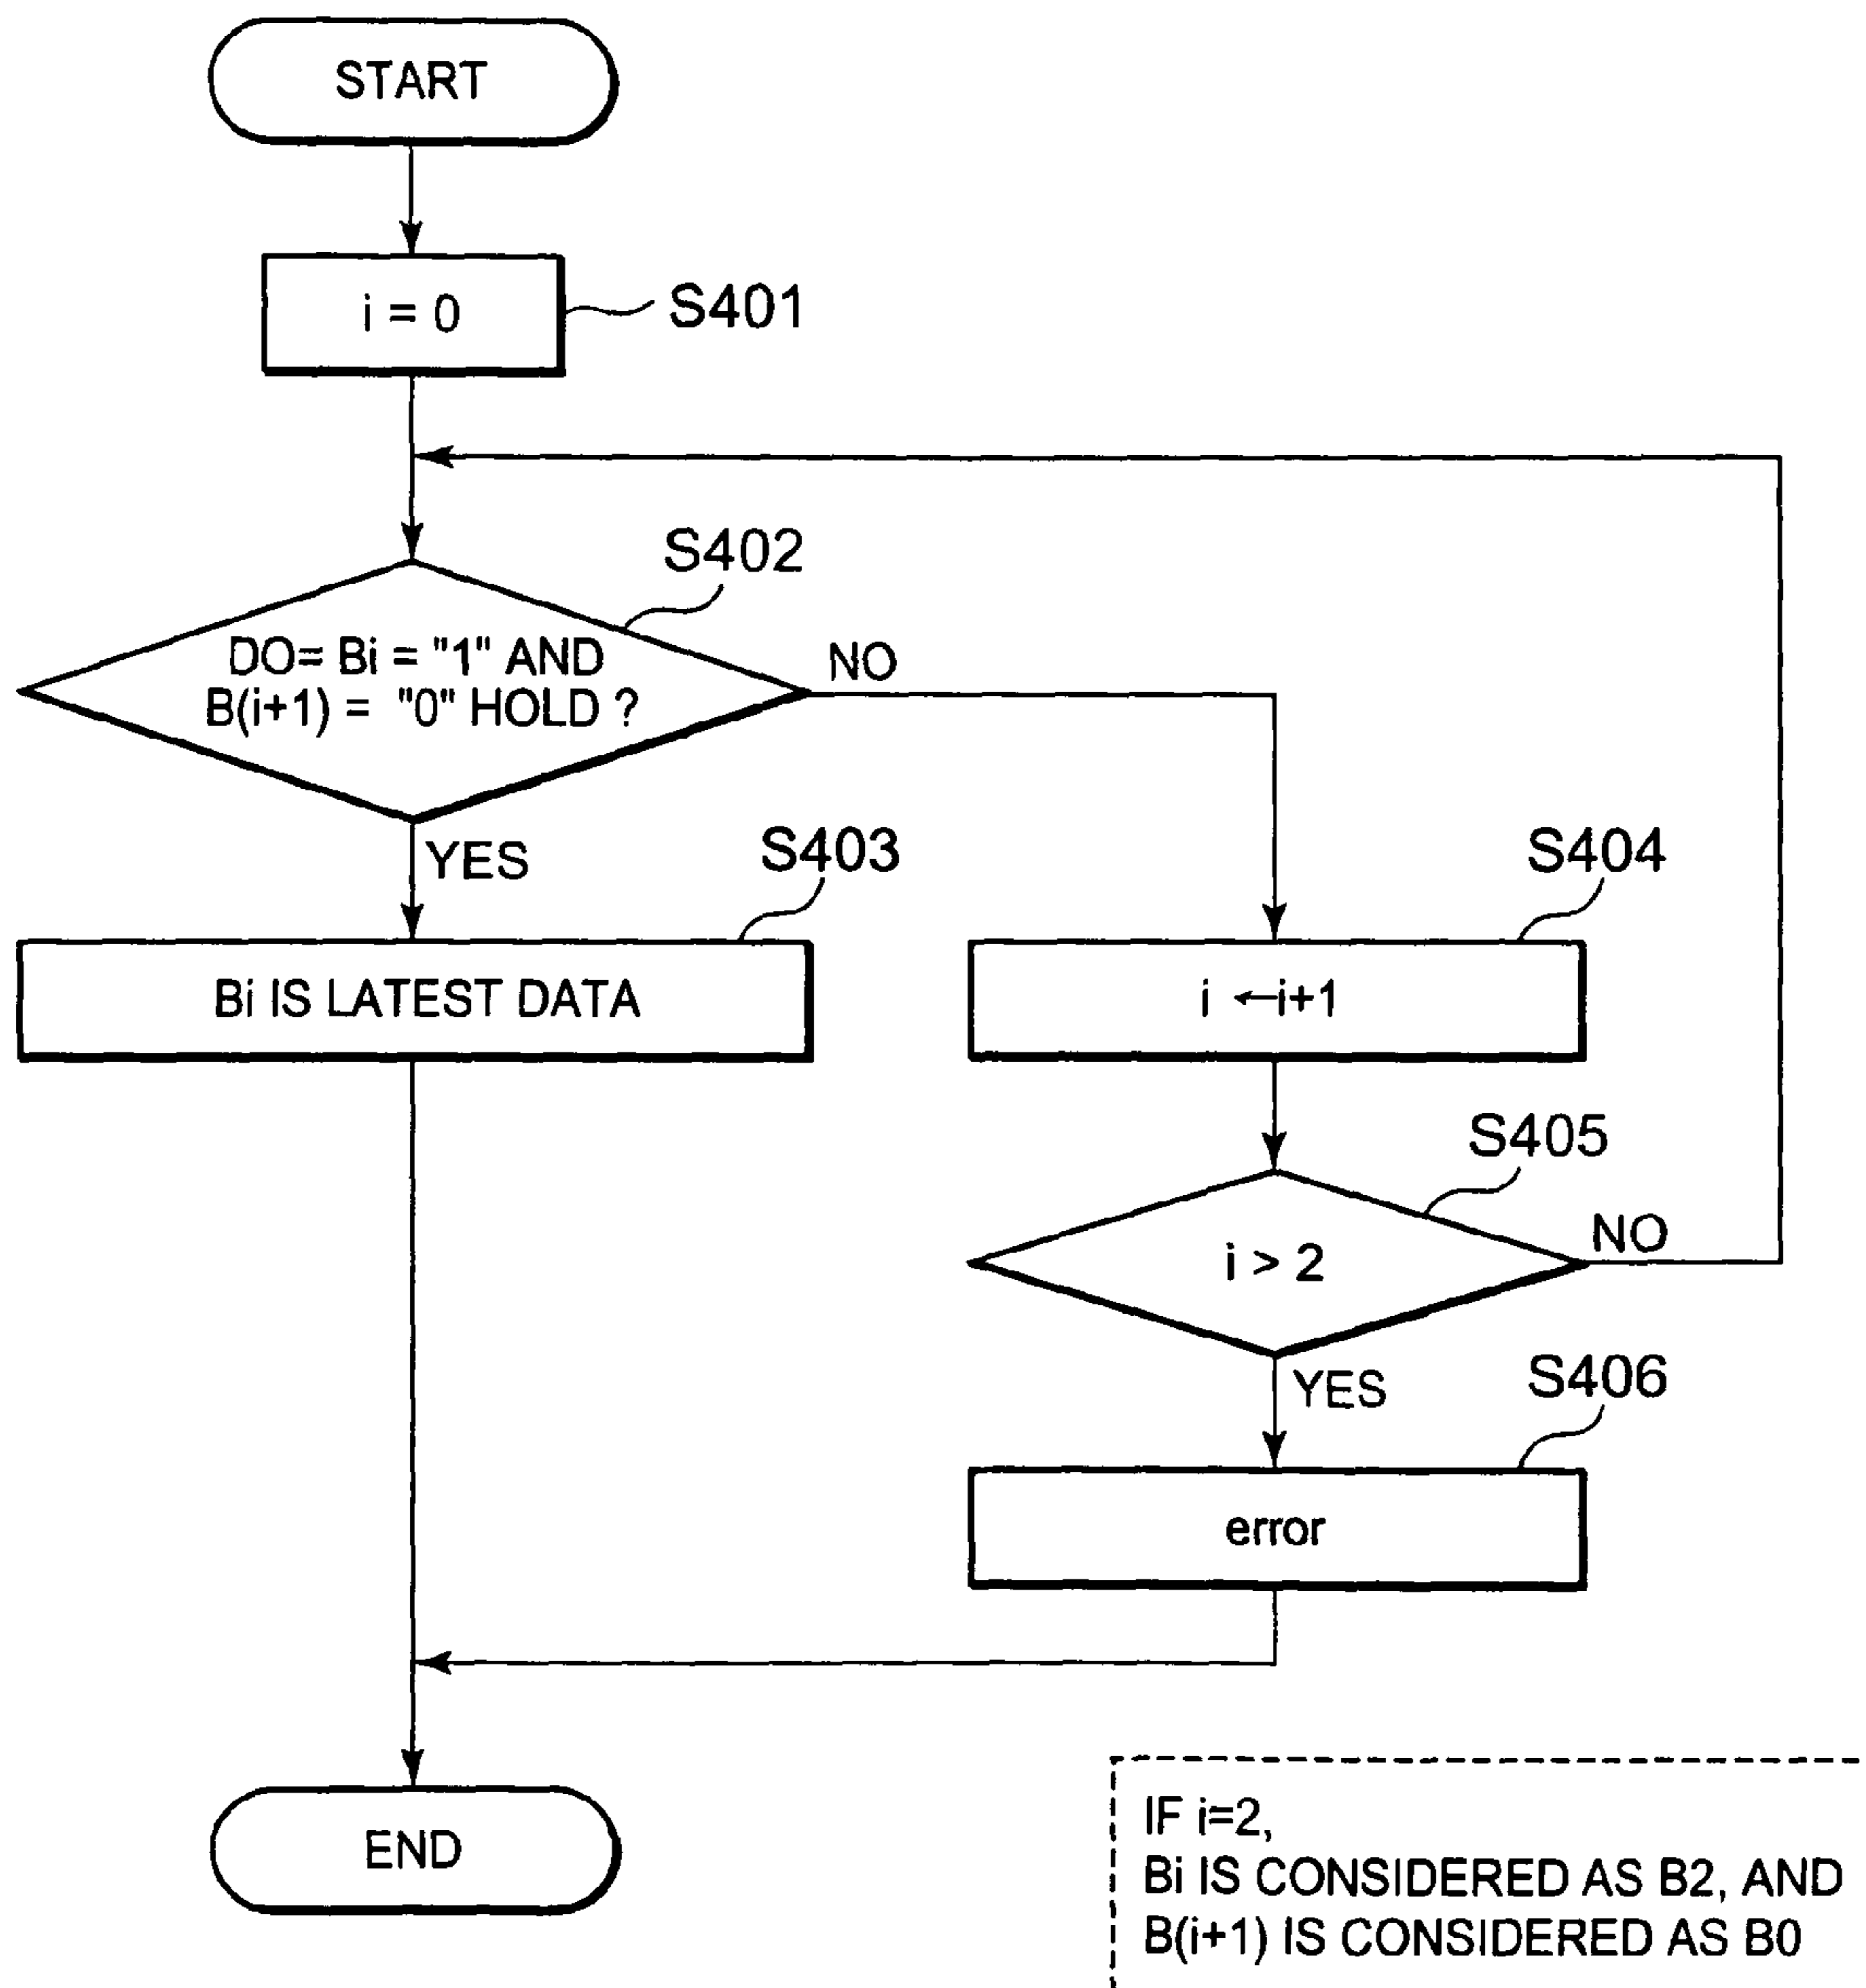 START
i = 0
S401
S402
DO= Bi = "1" AND
B(i+1) = "0" HOLD ?
NO
YES
S403
Bi IS LATEST DATA
S404
i ←i+1
S405
i > 2
NO
YES
S406
error
END
IF i=2,
Bi IS CONSIDERED AS B2, AND
B(i+1) IS CONSIDERED AS B0